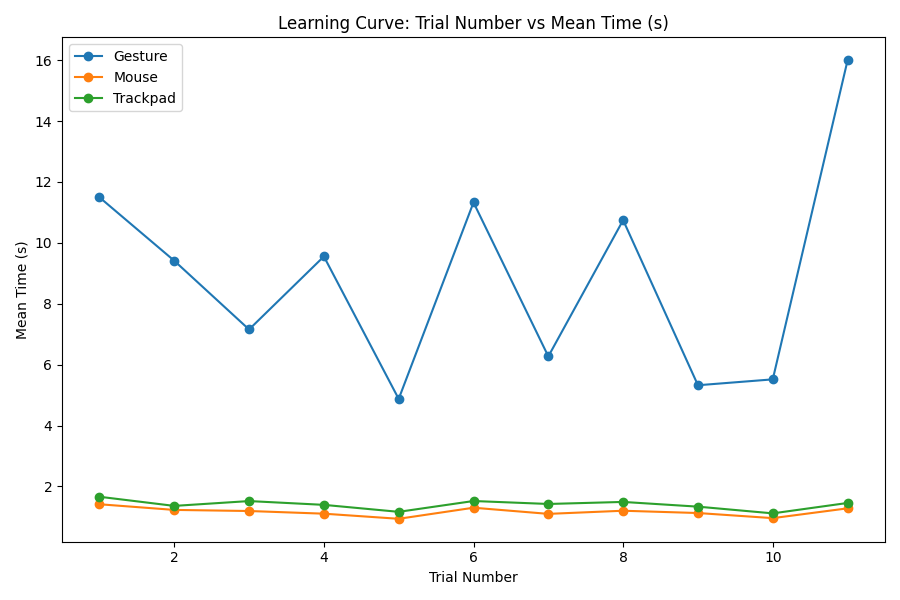 Learning Curve: Trial Number vs Mean Time (s)
Gesture
Mouse
Trackpad
Mean Time (s)
16
14
12
10
8
6
4
2
2 4 6 8 10
Trial Number